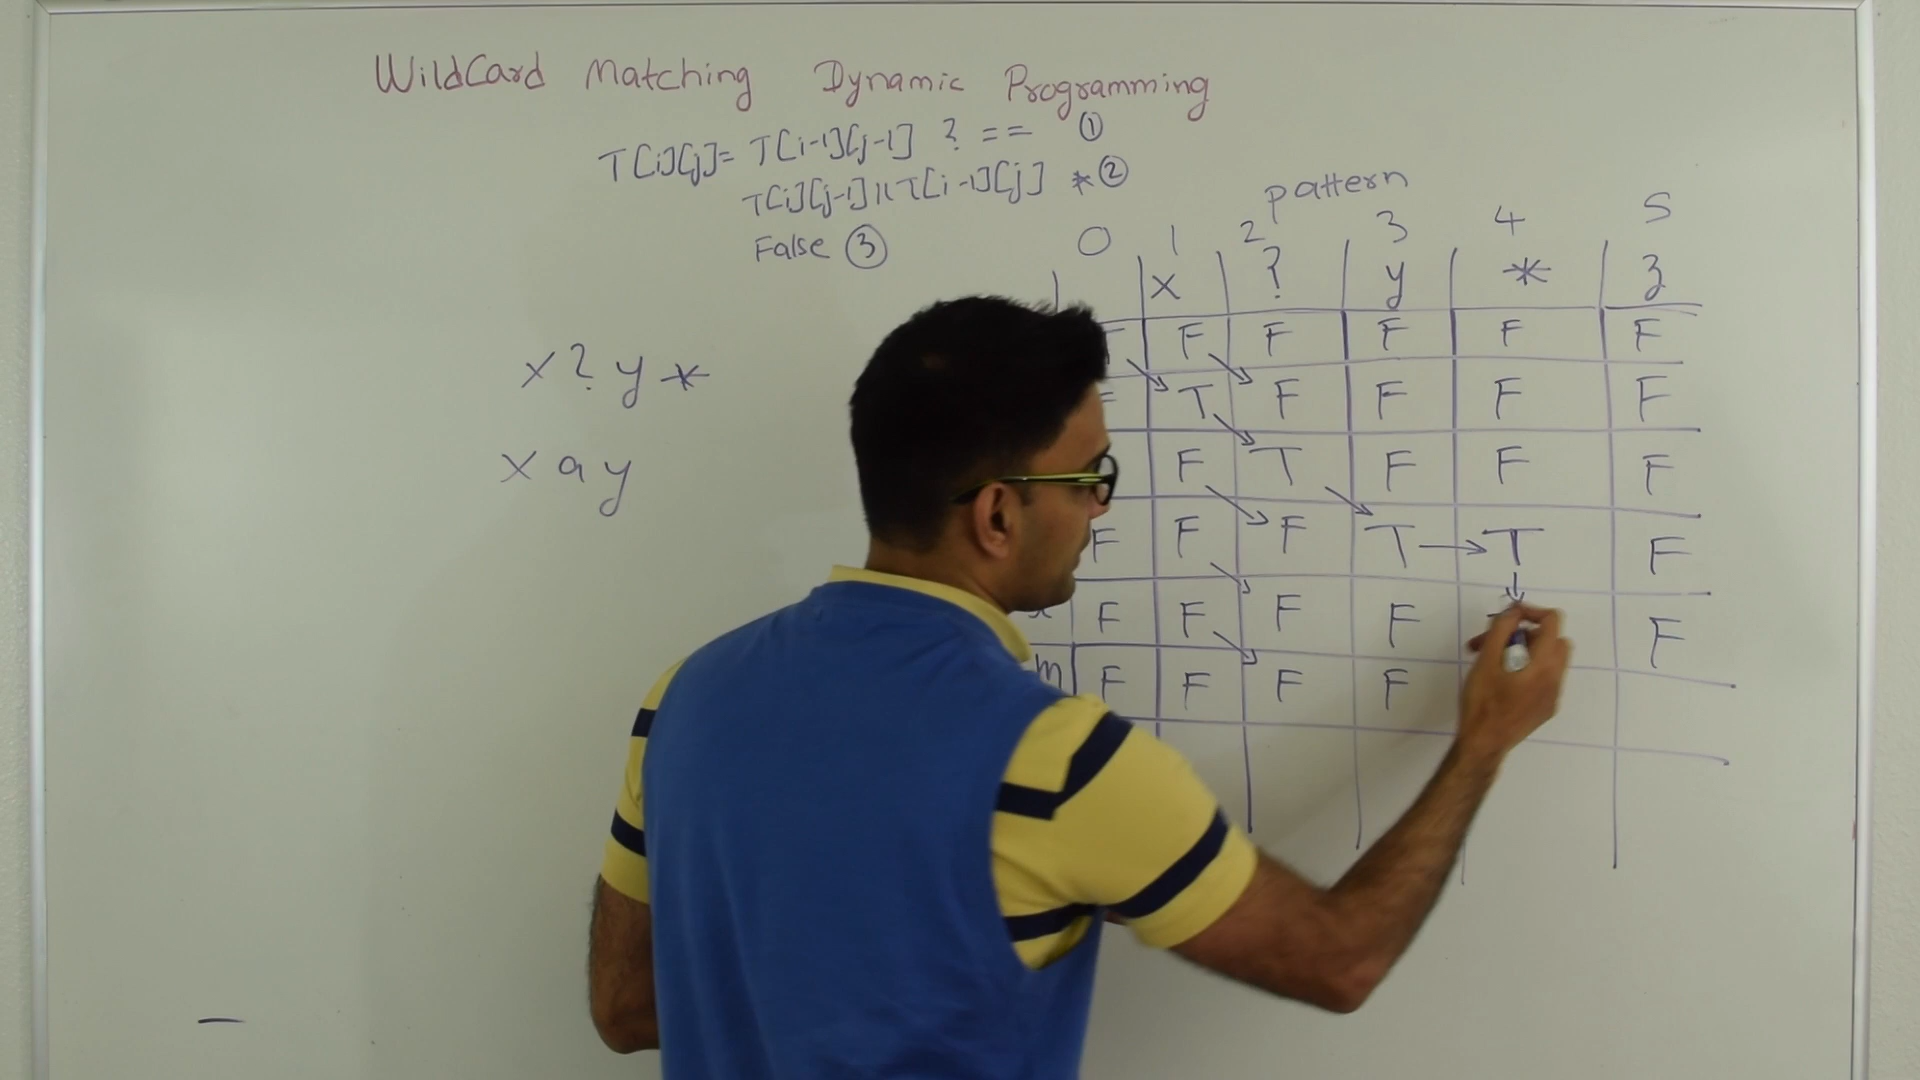 WildCard Matching Dynamic Programming
T[i][j]= T[i-1][j-1] ? == ①
T[i][j-1] || T[i-1][j] * ②
False ③
pattern
0 1 2 3 4 5
x ? y * z
F F F F F
T F F F F
F T F F F
F F F T → T F
F F F F F
m F F F F
x ? y *
x a y